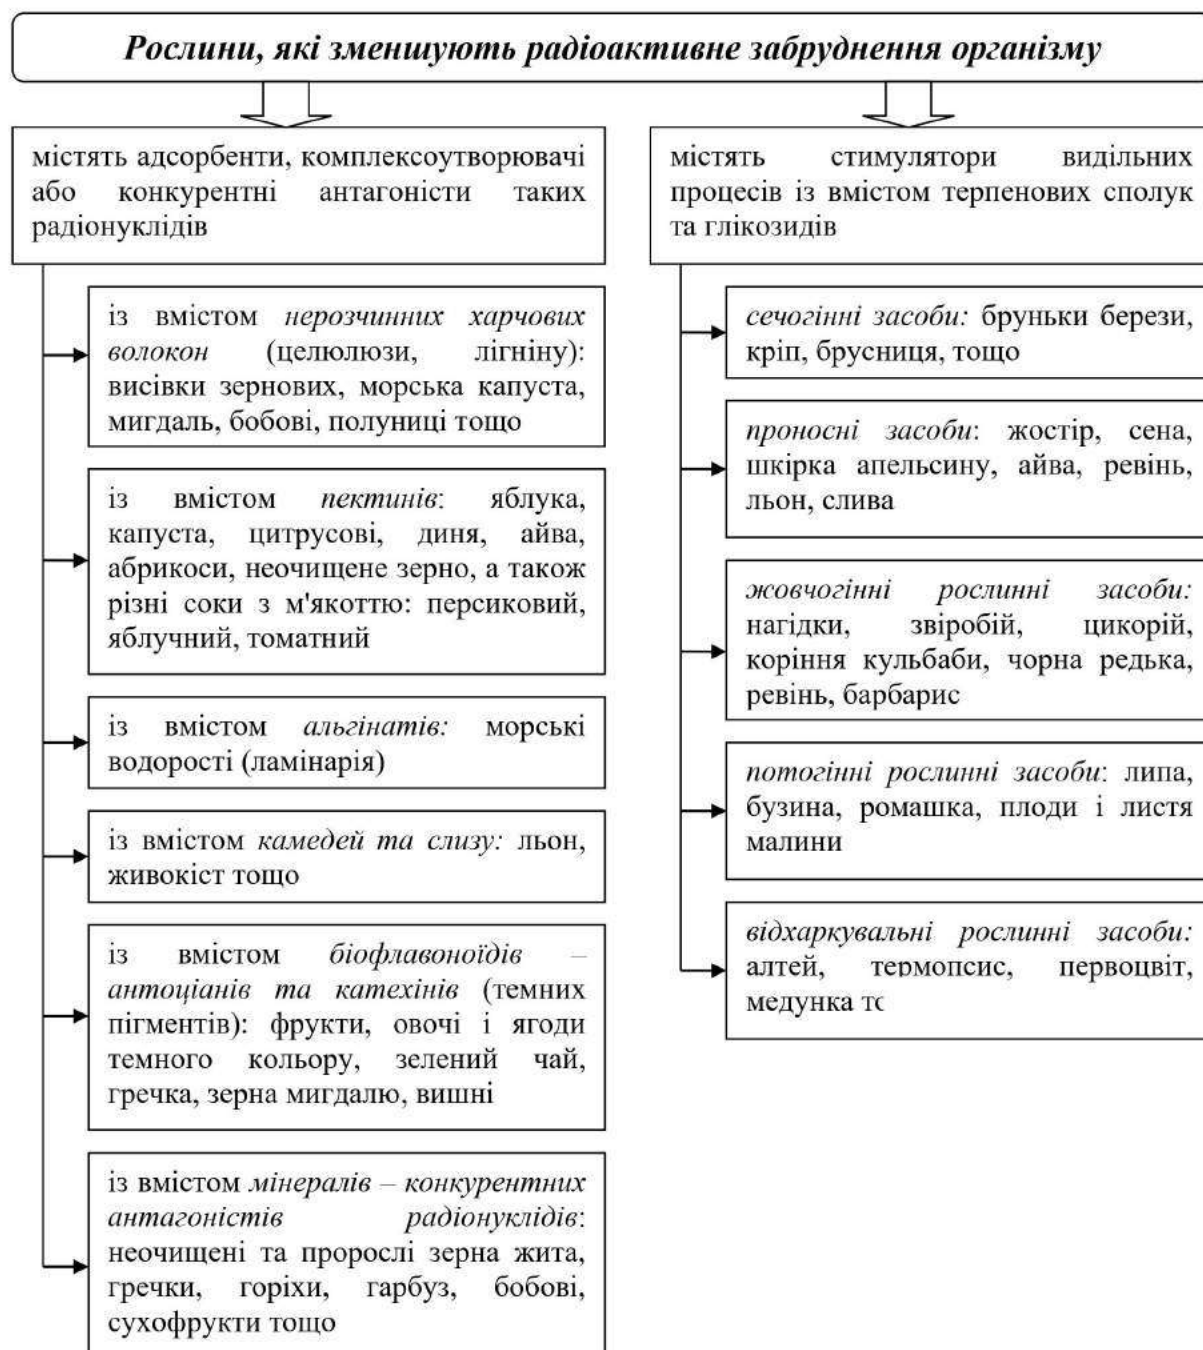 Рослини, які зменшують радіоактивне забруднення організму
містять адсорбенти, комплексоутворювачі
або конкурентні антагоністи таких
радіонуклідів
із вмістом нерозчинних харчових
волокон (целюлози, лігніну):
висівки зернових, морська капуста,
мигдаль, бобові, полуниці тощо
із вмістом пектинів: яблука,
капуста, цитрусові, диня, айва,
абрикоси, неочищене зерно, а також
різні соки з м'якоттю: персиковий,
яблучний, томатний
із вмістом альгінатів: морські
водорості (ламінарія)
із вмістом камедей та слизу: льон,
живокіст тощо
із вмістом біофлавоноїдів –
антоціанів та катехінів (темних
пігментів): фрукти, овочі і ягоди
темного кольору, зелений чай,
гречка, зерна мигдалю, вишні
із вмістом мінералів – конкурентних
антагоністів радіонуклідів:
неочищені та пророслі зерна жита,
гречки, горіхи, гарбуз, бобові,
сухофрукти тощо
містять стимулятори видільних
процесів із вмістом терпенових сполук
та глікозидів
сечогінні засоби: бруньки берези,
кріп, брусниця, тощо
проносні засоби: жостір, сена,
шкірка апельсину, айва, ревінь,
льон, слива
жовчогінні рослинні засоби:
нагідки, звіробій, цикорій,
коріння кульбаби, чорна редька,
ревінь, барбарис
потогінні рослинні засоби: липа,
бузина, ромашка, плоди і листя
малини
відхаркувальні рослинні засоби:
алтей, термопсис, первоцвіт,
медунка